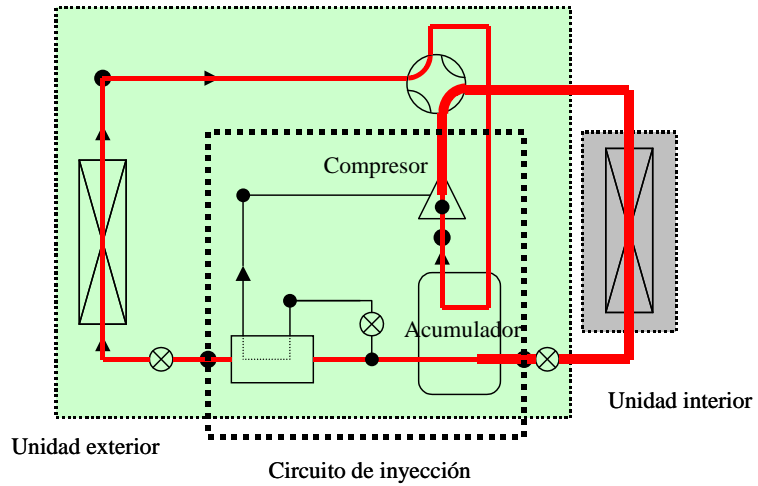 Compresor
Acumulador
Unidad interior
Unidad exterior
Circuito de inyección